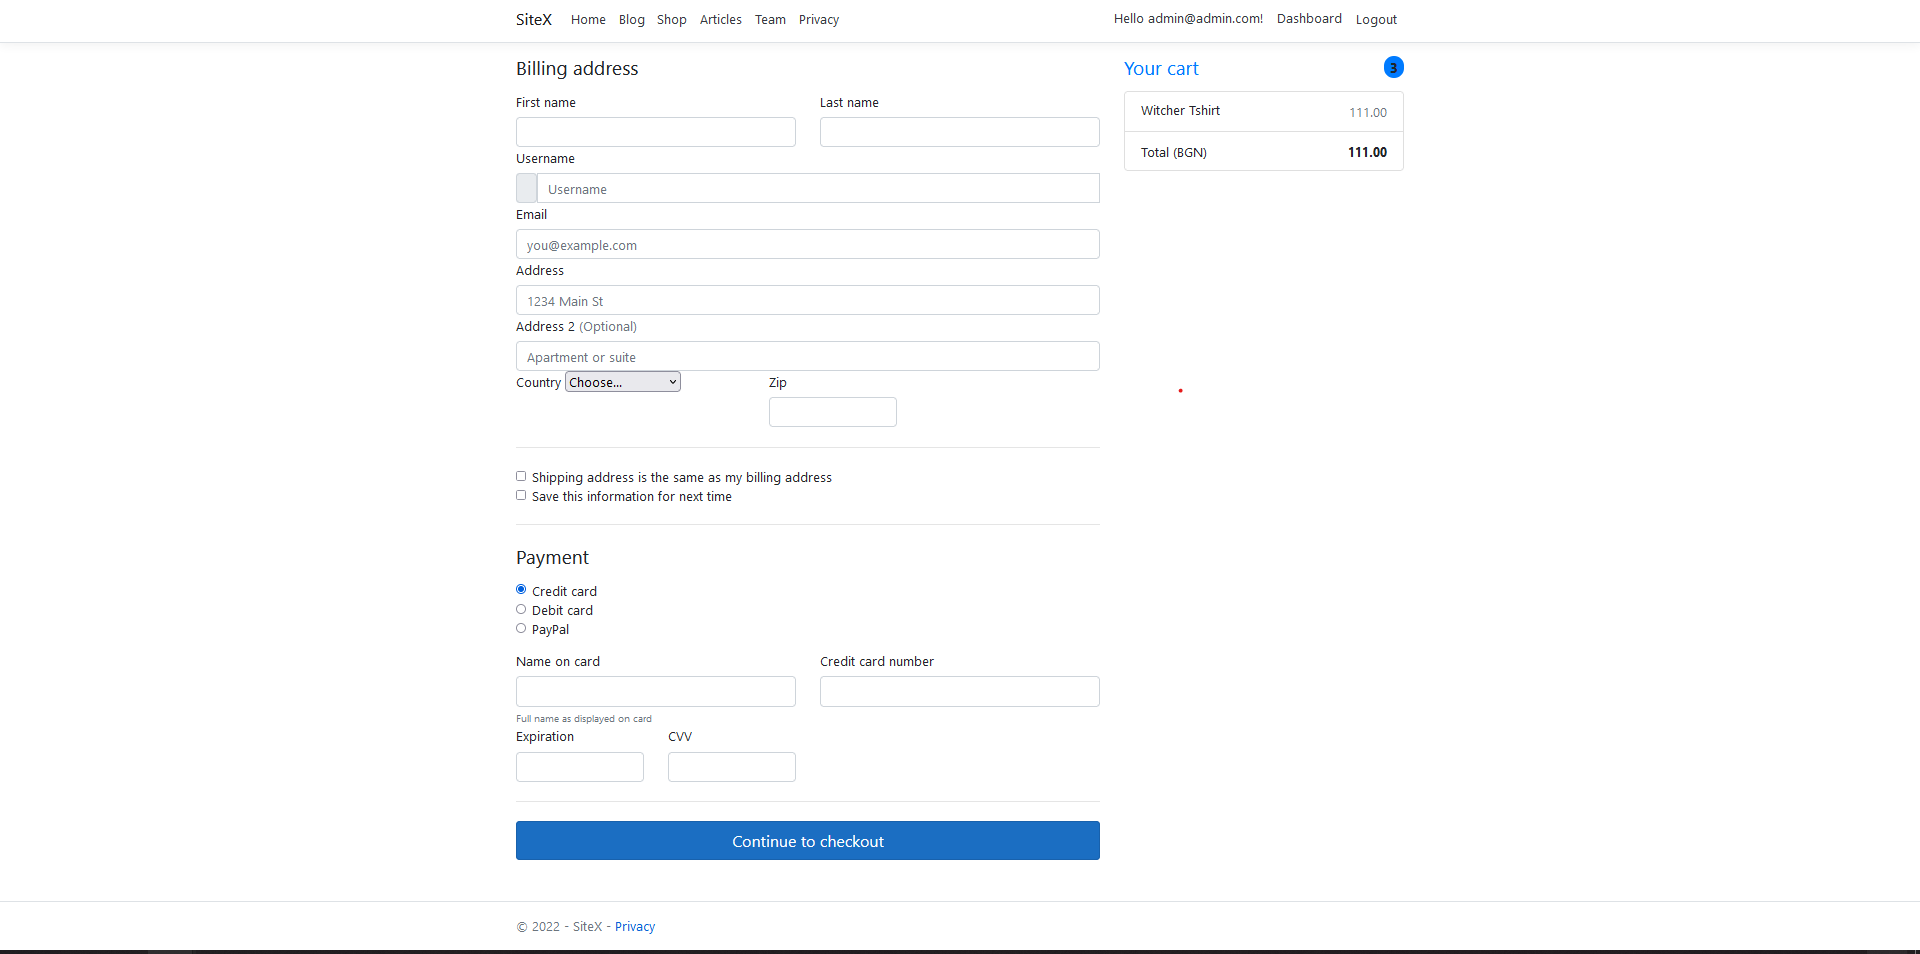 SiteX Home Blog Shop Articles Team Privacy Hello admin@admin.com! Dashboard Logout
Billing address
First name Last name
Username
Username
Email
you@example.com
Address
1234 Main St
Address 2 (Optional)
Apartment or suite
Country Choose... Zip
Shipping address is the same as my billing address
Save this information for next time
Payment
Credit card
Debit card
PayPal
Name on card Credit card number
Full name as displayed on card
Expiration CVV
Continue to checkout
Your cart 3
Witcher Tshirt 111.00
Total (BGN) 111.00
© 2022 - SiteX - Privacy